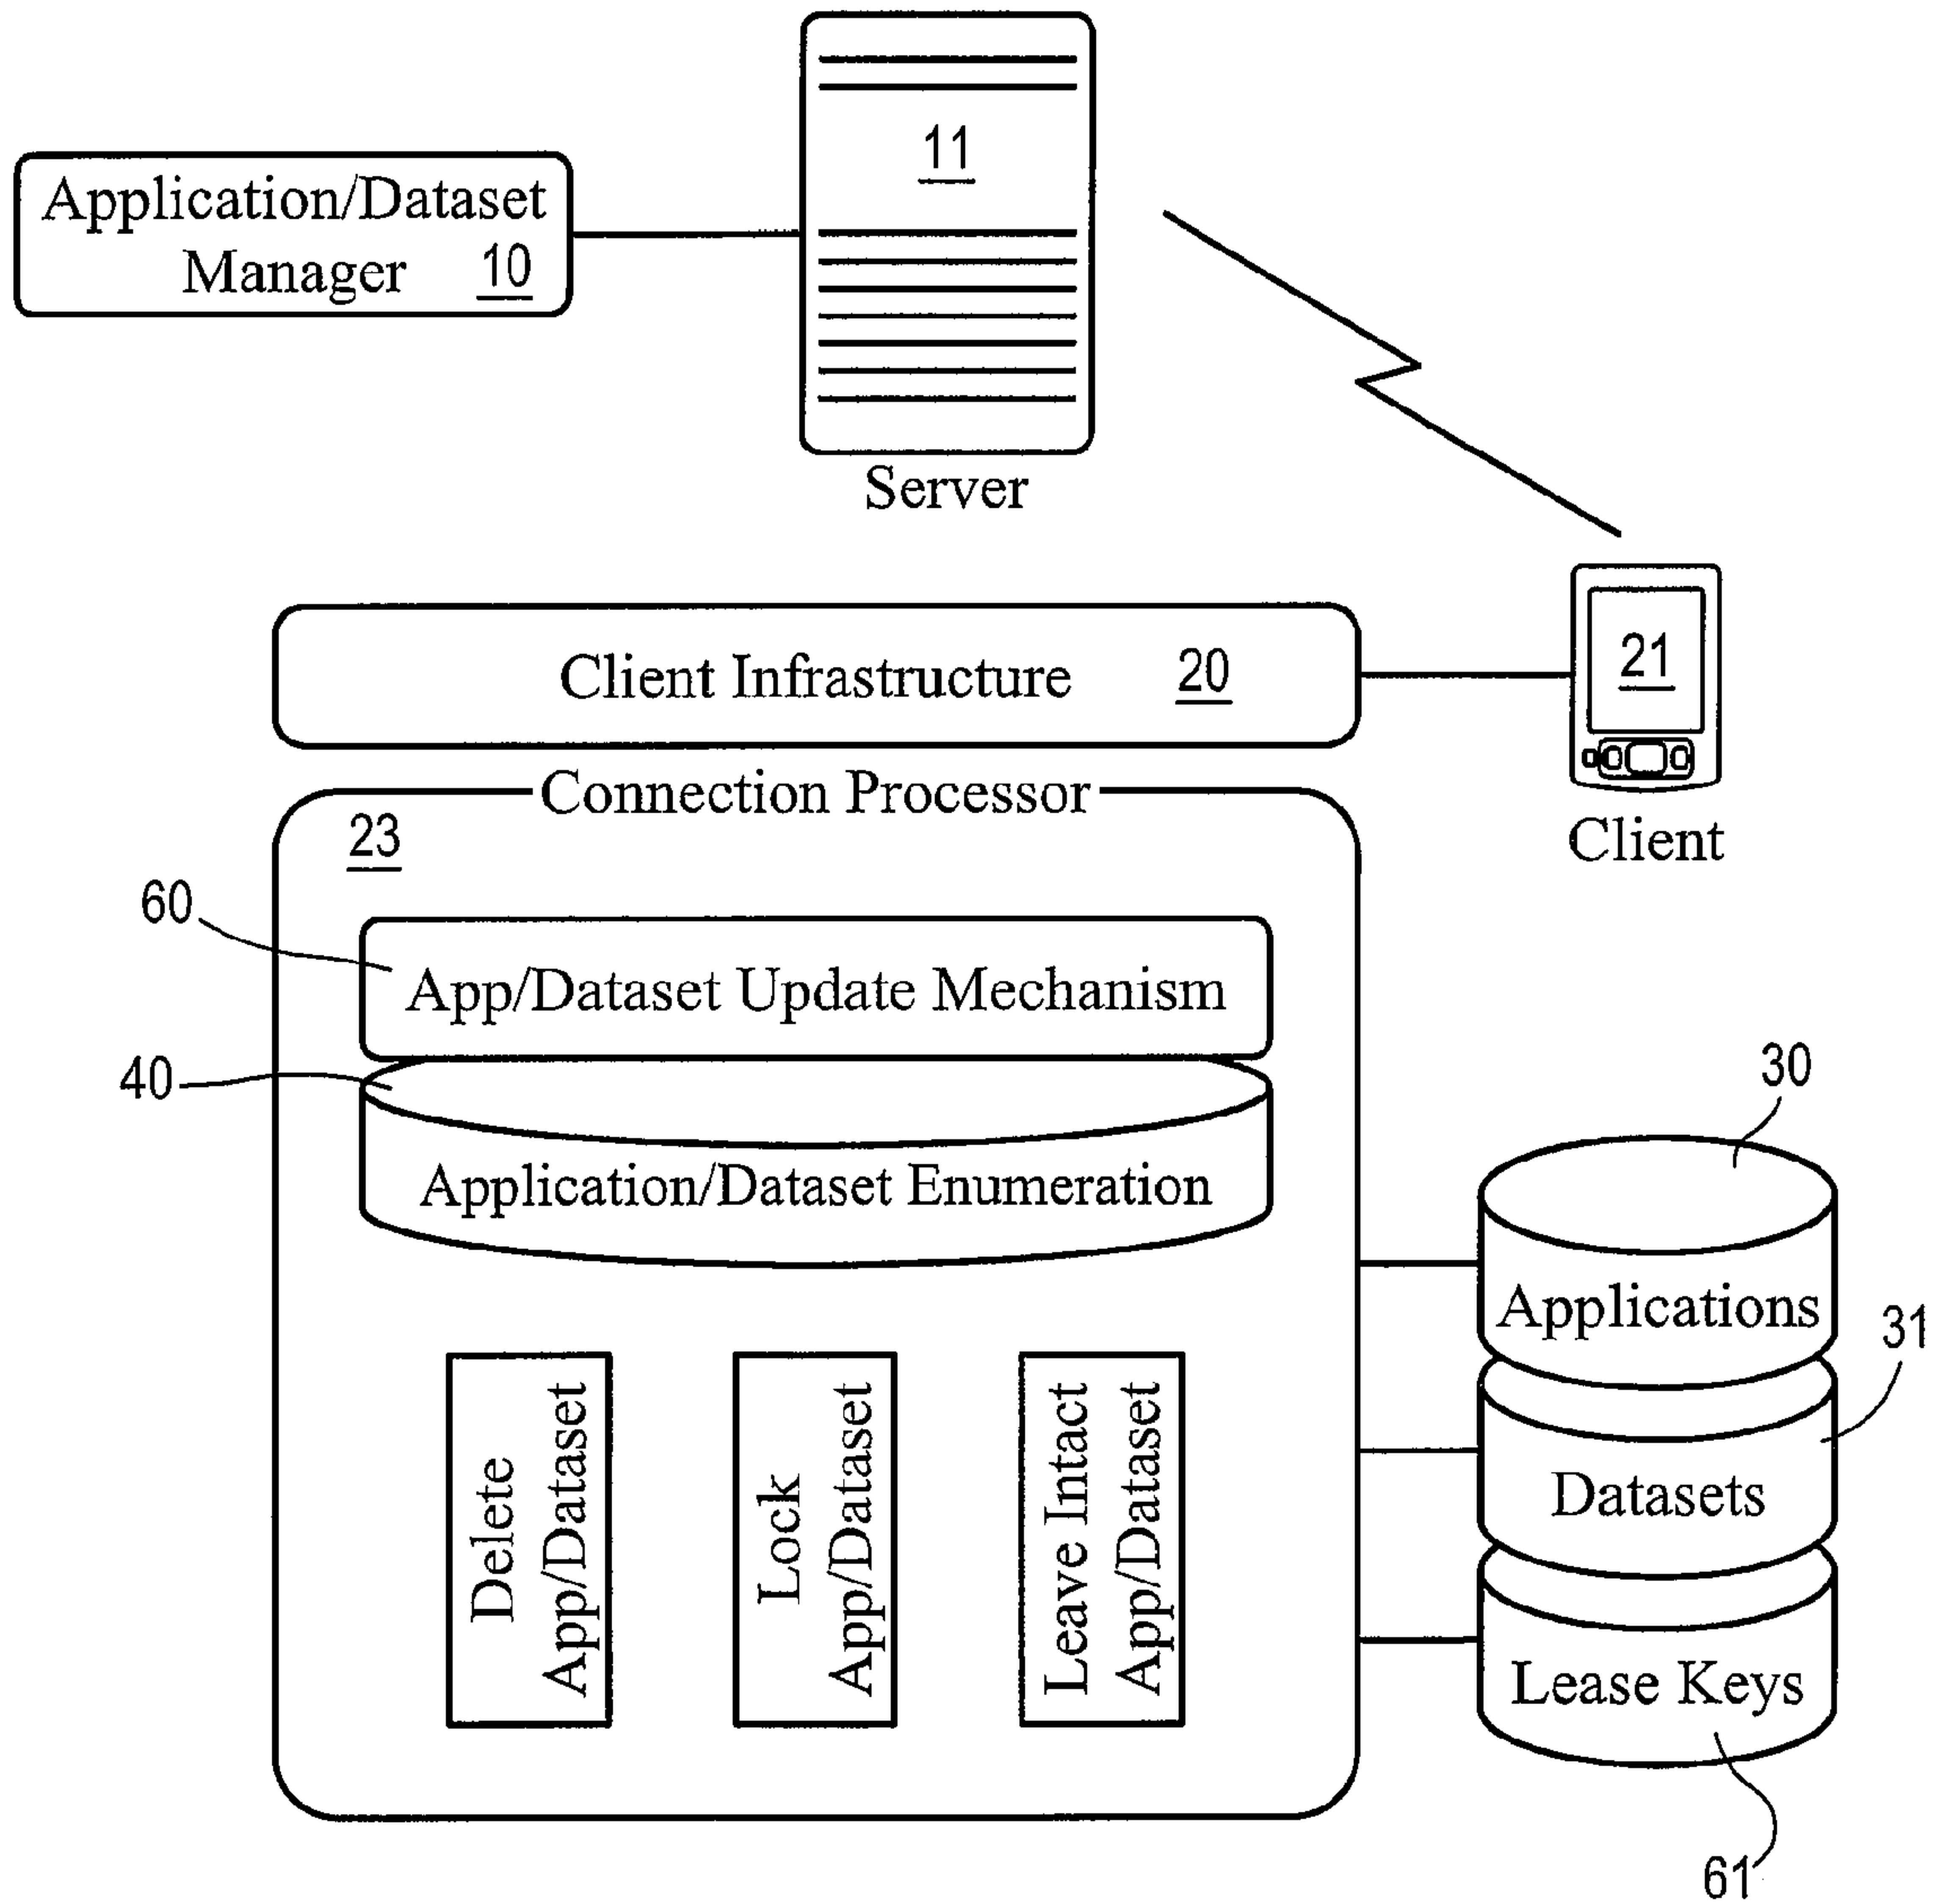 11
Application/Dataset
Manager 10
Server
Client Infrastructure 20
21
Connection Processor
23
Client
60
App/Dataset Update Mechanism
40
30
Application/Dataset Enumeration
Applications
31
Delete
App/Dataset
Lock
App/Dataset
Leave Intact
App/Dataset
Datasets
Lease Keys
61